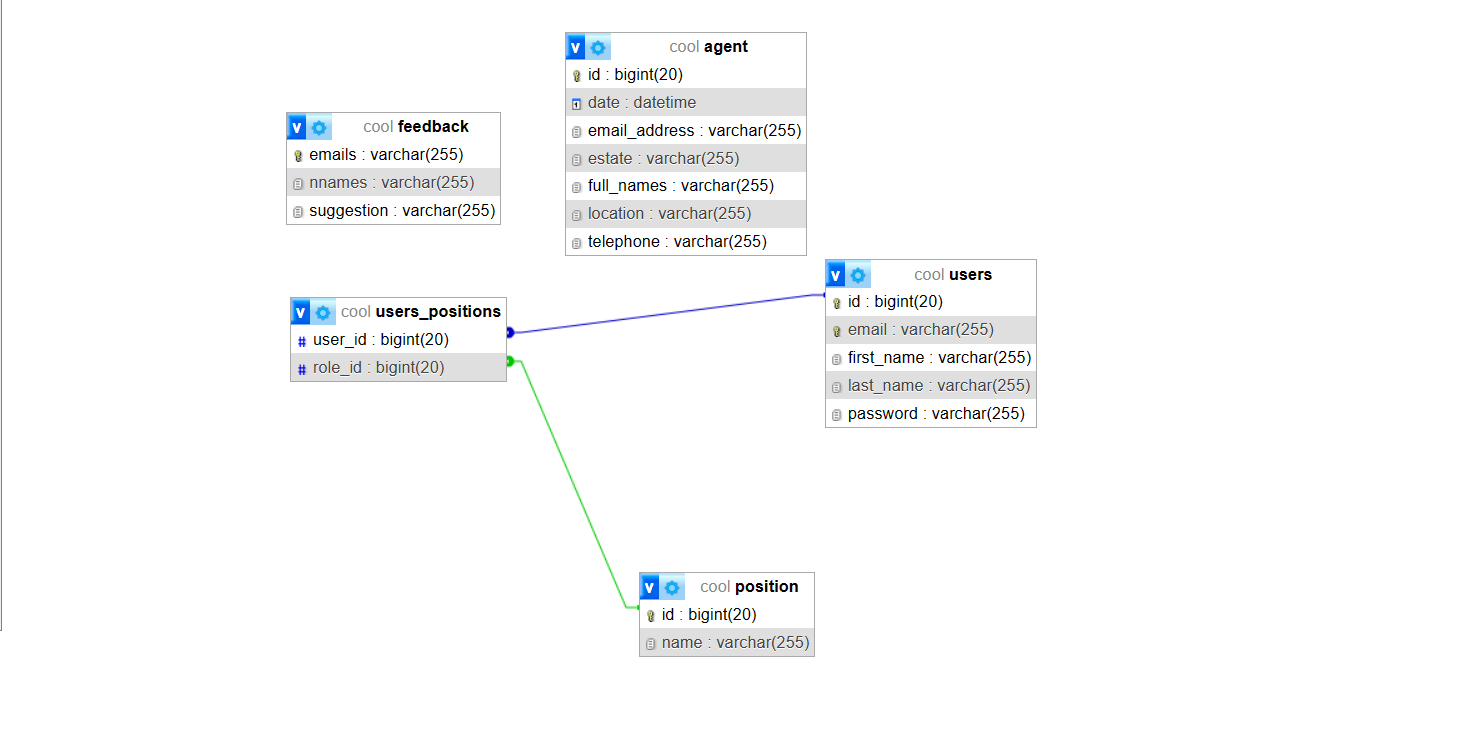 v cool agent
id : bigint(20)
date : datetime
email_address : varchar(255)
estate : varchar(255)
full_names : varchar(255)
location : varchar(255)
telephone : varchar(255)
v cool feedback
emails : varchar(255)
nnames : varchar(255)
suggestion : varchar(255)
v cool users
id : bigint(20)
email : varchar(255)
first_name : varchar(255)
last_name : varchar(255)
password : varchar(255)
v cool users_positions
# user_id : bigint(20)
# role_id : bigint(20)
v cool position
id : bigint(20)
name : varchar(255)